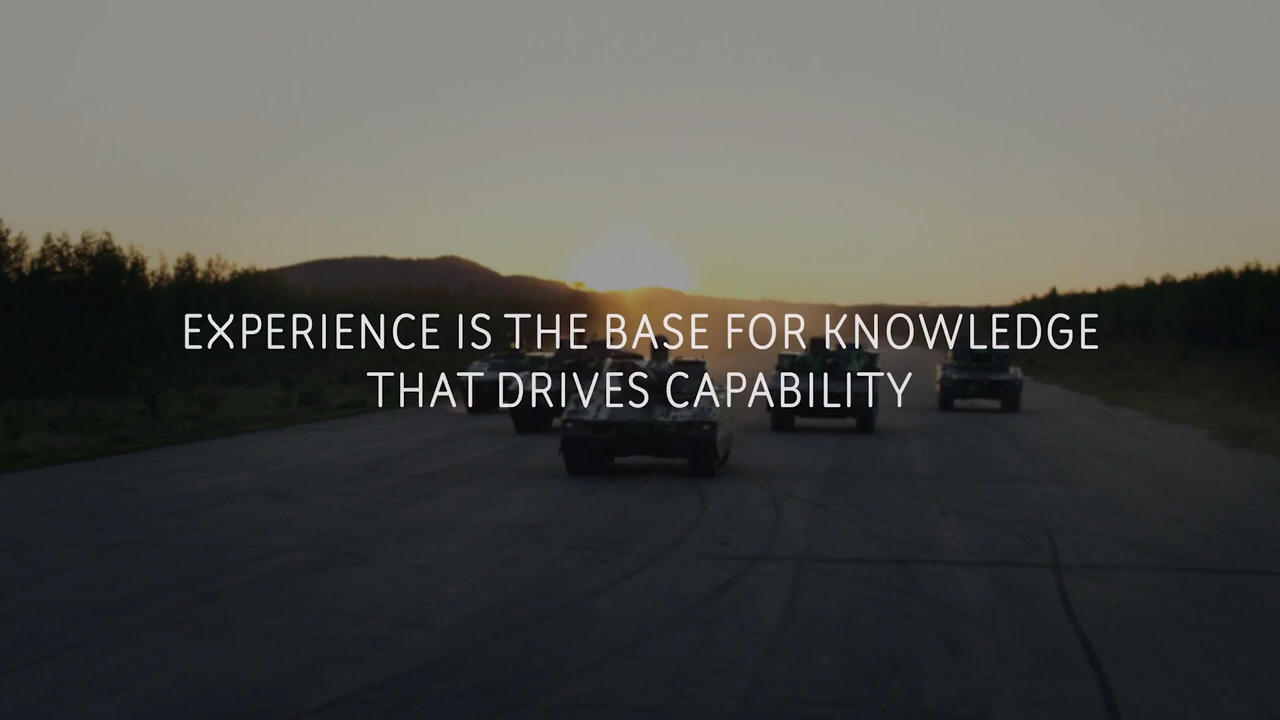 EXPERIENCE IS THE BASE FOR KNOWLEDGE
THAT DRIVES CAPABILITY